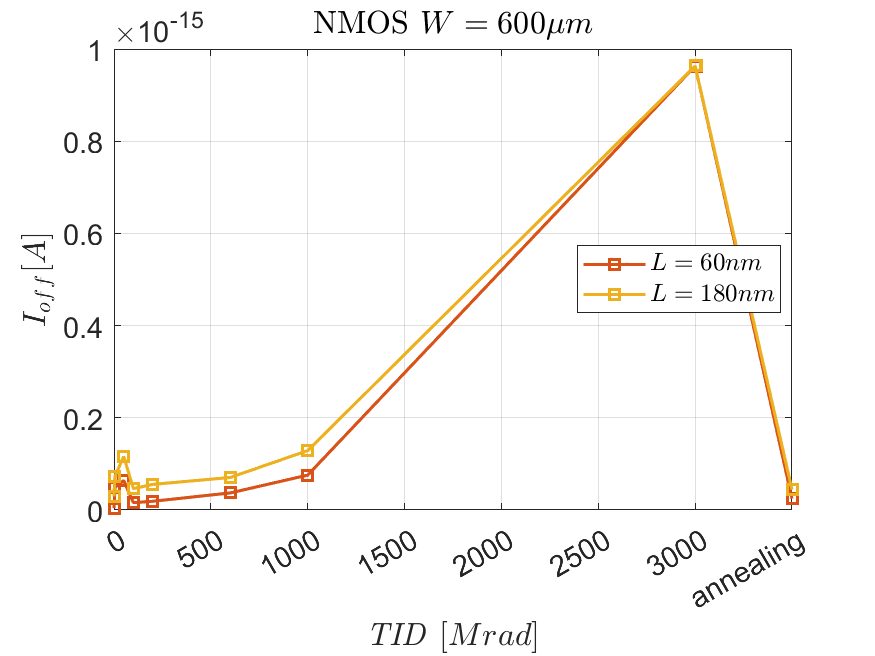 NMOS W = 600μm
×10-15
1
0.8
0.6
0.4
0.2
0
Ioff[A]
L = 60nm
L = 180nm
0 500 1000 1500 2000 2500 3000 annealing
TID [Mrad]